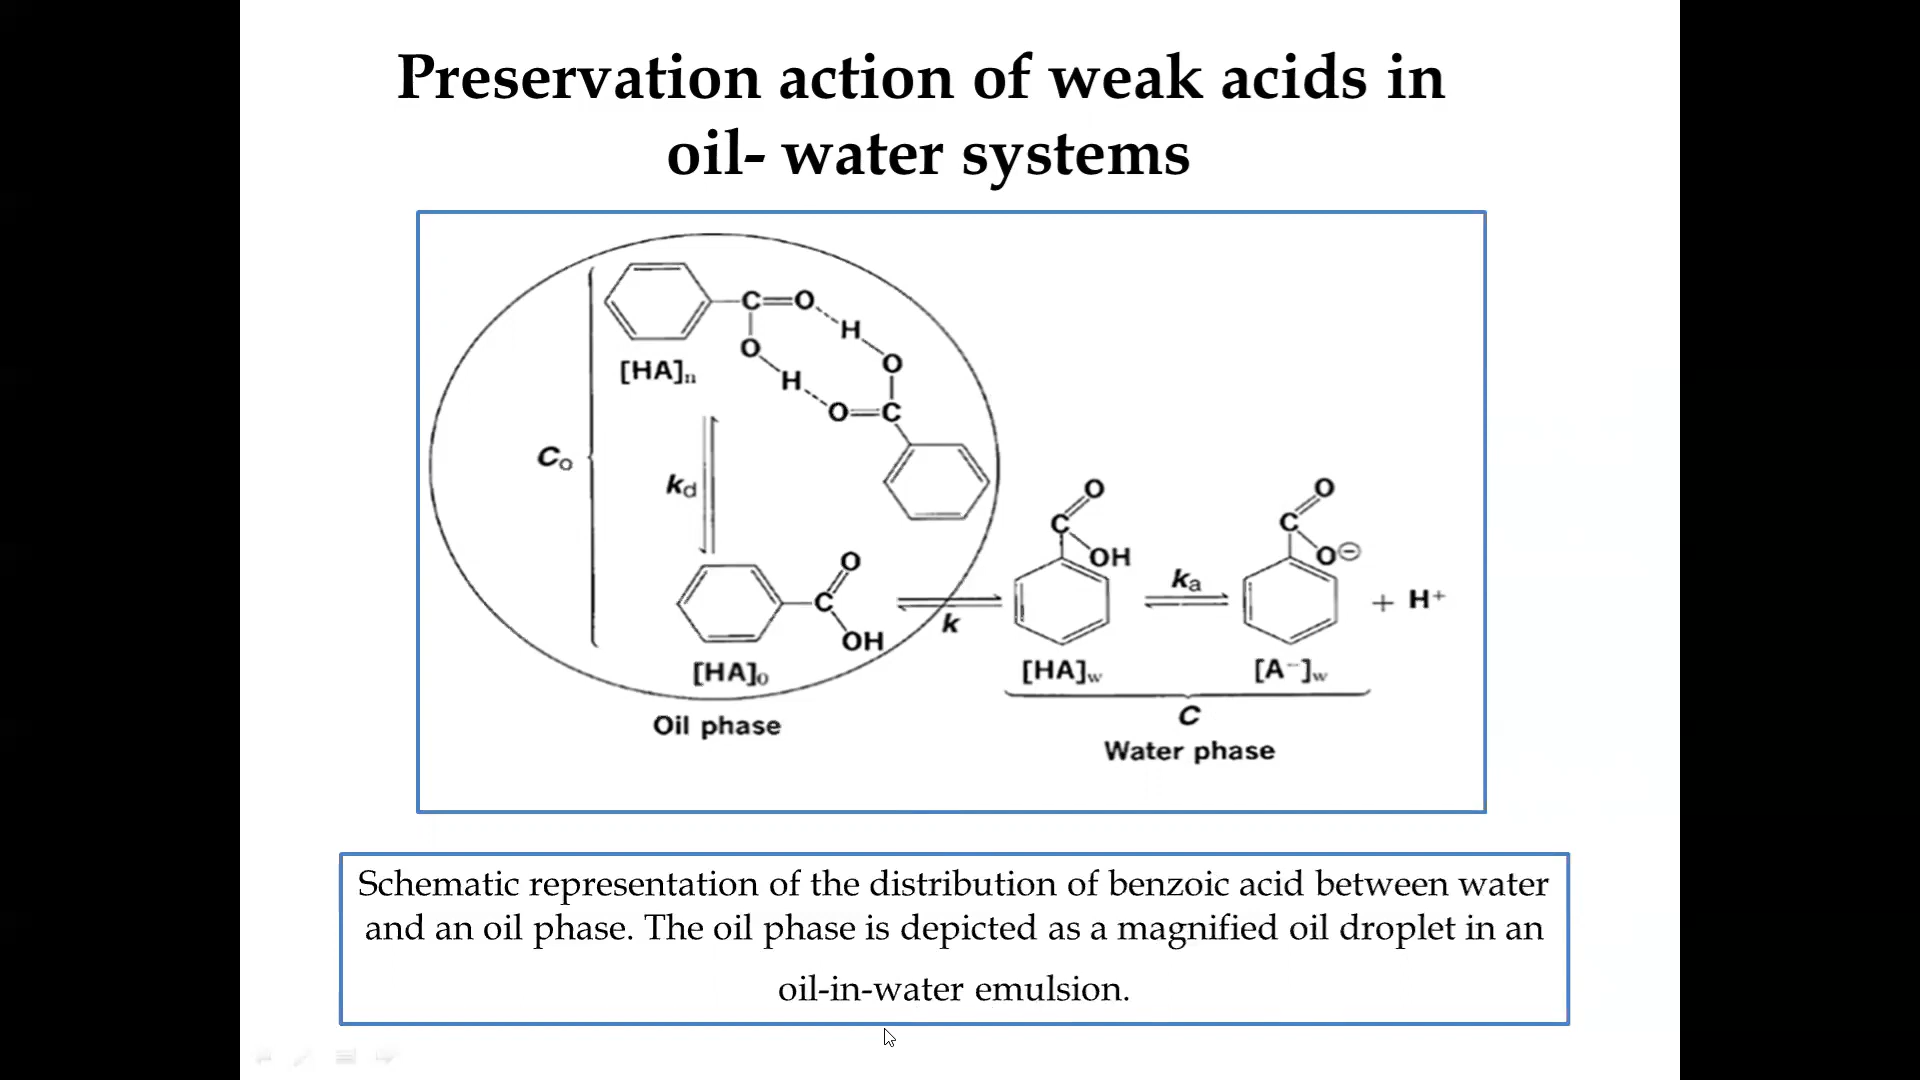 Preservation action of weak acids in
oil- water systems
C=O
H
O
O
[HA]n
H
O=C
Co
kd
O
C
OH
[HA]o
k
O
C
OH
[HA]w
ka
O
C
O⊖
+ H⁺
[A⁻]w
C
Oil phase
Water phase
Schematic representation of the distribution of benzoic acid between water
and an oil phase. The oil phase is depicted as a magnified oil droplet in an
oil-in-water emulsion.